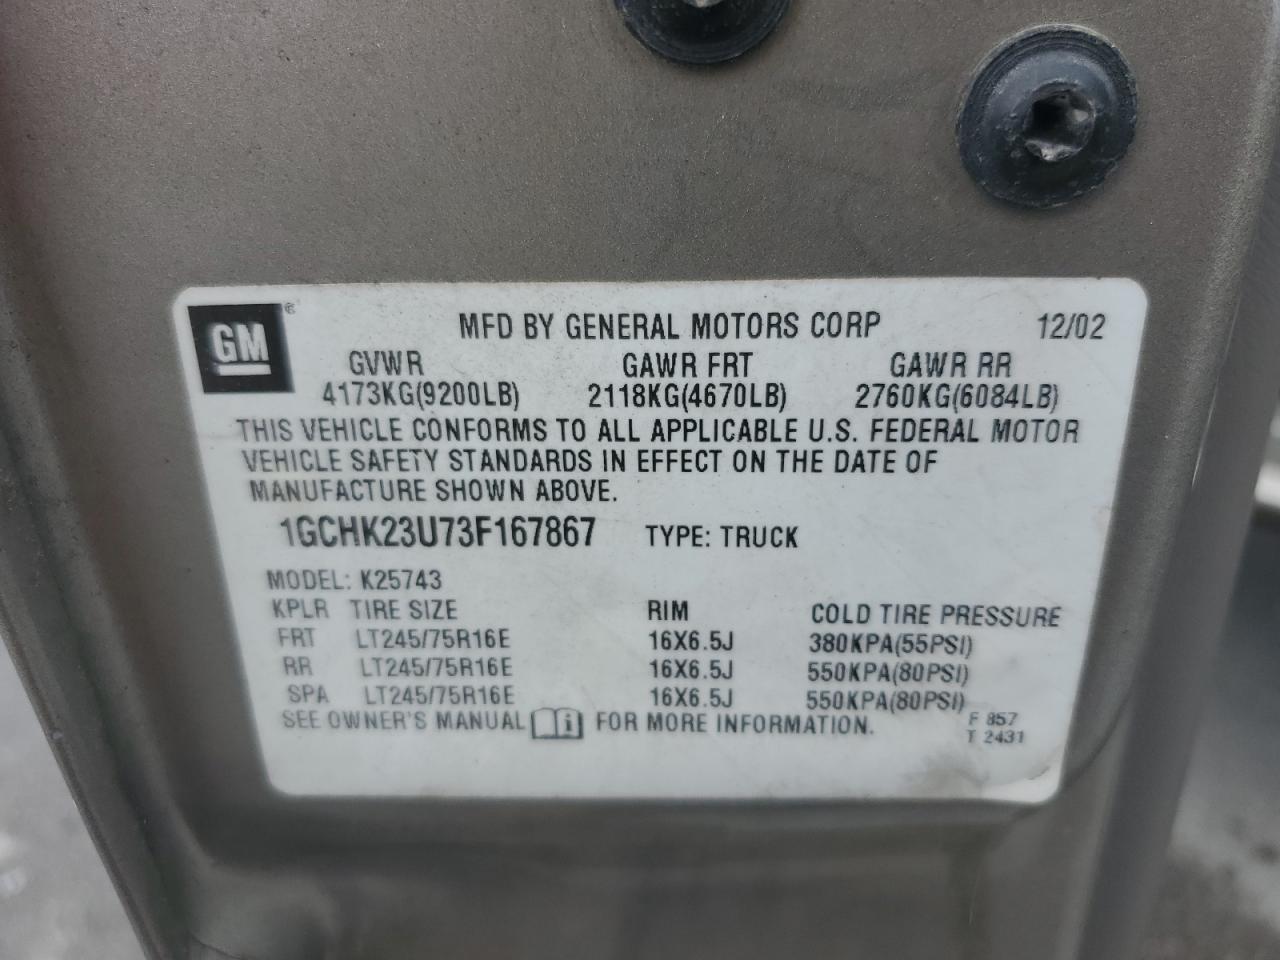 GM ®
MFD BY GENERAL MOTORS CORP 12/02
GVWR GAWR FRT GAWR RR
4173KG(9200LB) 2118KG(4670LB) 2760KG(6084LB)
THIS VEHICLE CONFORMS TO ALL APPLICABLE U.S. FEDERAL MOTOR
VEHICLE SAFETY STANDARDS IN EFFECT ON THE DATE OF
MANUFACTURE SHOWN ABOVE.
1GCHK23U73F167867 TYPE: TRUCK
MODEL: K25743
KPLR TIRE SIZE RIM COLD TIRE PRESSURE
FRT LT245/75R16E 16X6.5J 380KPA(55PSI)
RR LT245/75R16E 16X6.5J 550KPA(80PSI)
SPA LT245/75R16E 16X6.5J 550KPA(80PSI)
SEE OWNER'S MANUAL i FOR MORE INFORMATION.
F 857
T 2431